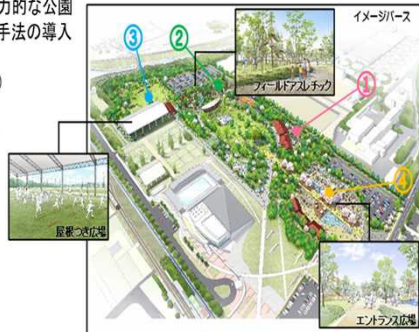 力的な公園
手法の導入
)
イメージパース
③
②
①
④
フィールドアスレチック
屋根つき広場
エントランス広場